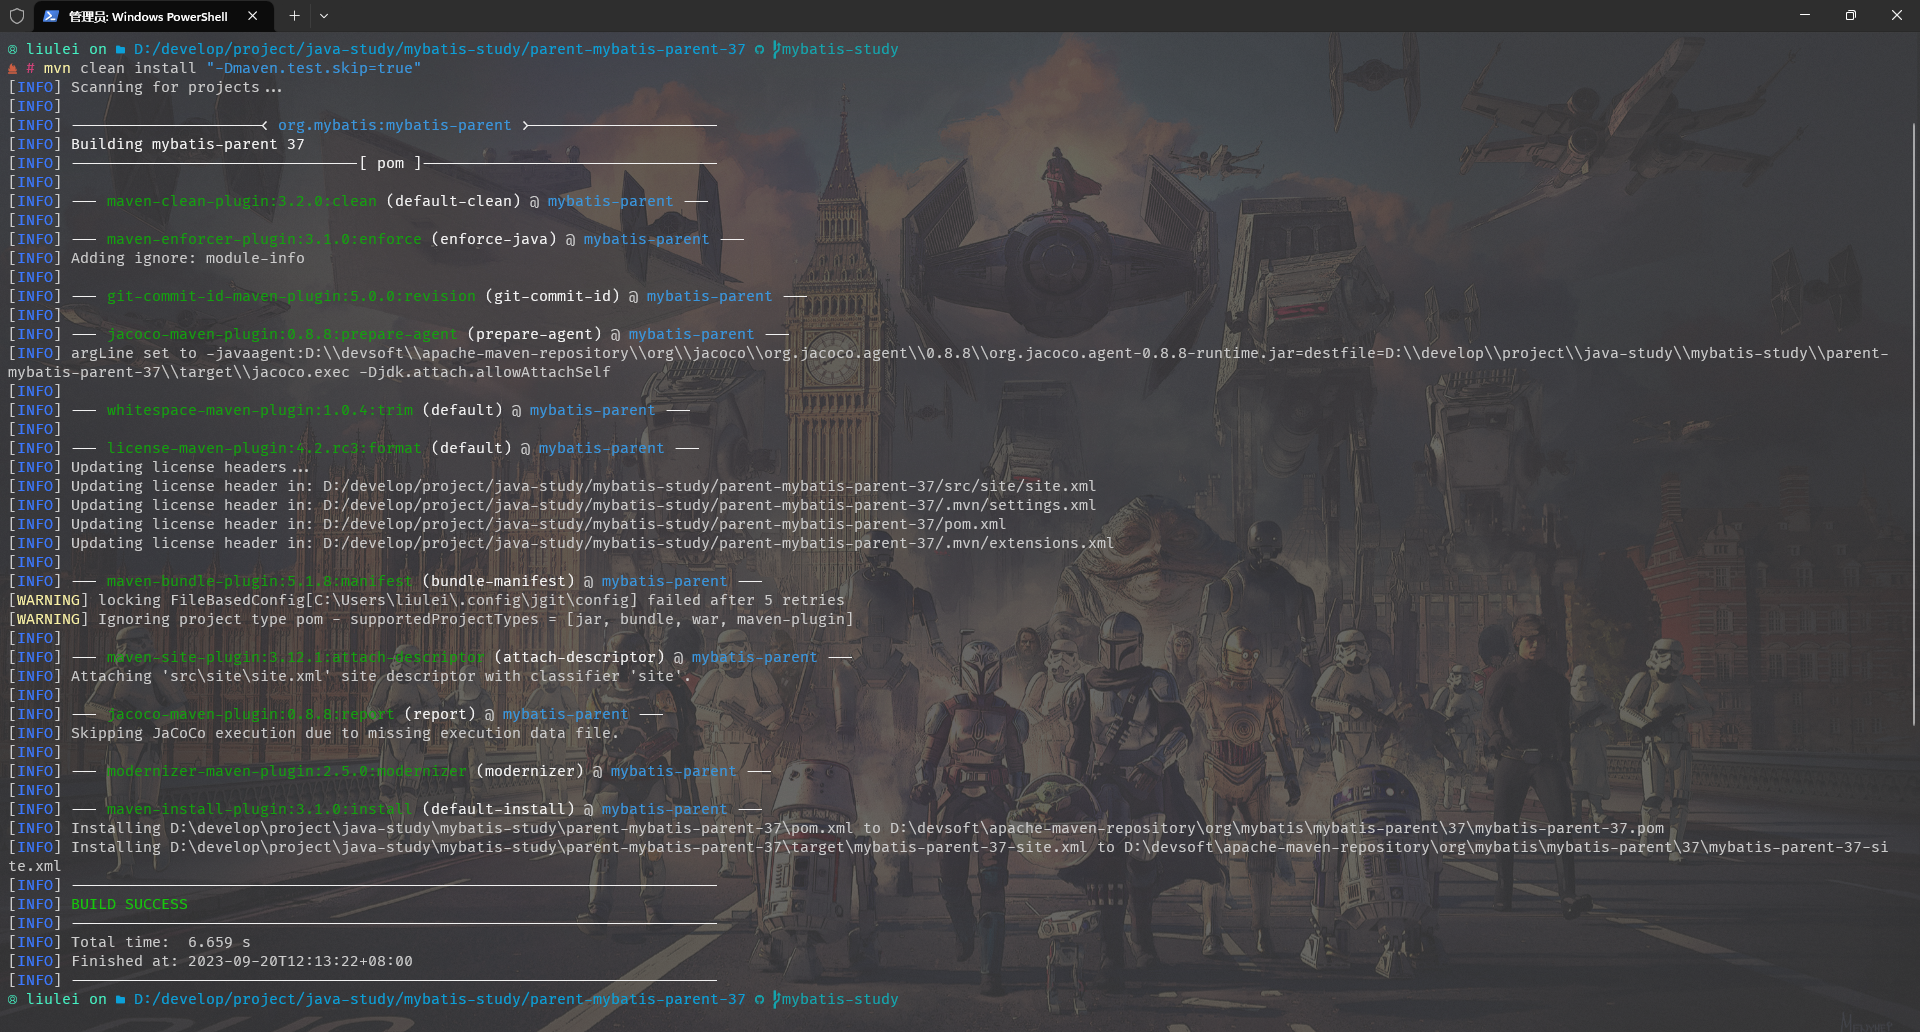 管理员: Windows PowerShell
liulei on D:/develop/project/java-study/mybatis-study/parent-mybatis-parent-37 mybatis-study
# mvn clean install "-Dmaven.test.skip=true"
[INFO] Scanning for projects...
[INFO]
[INFO] ---------------------< org.mybatis:mybatis-parent >---------------------
[INFO] Building mybatis-parent 37
[INFO] --------------------------------[ pom ]---------------------------------
[INFO]
[INFO] --- maven-clean-plugin:3.2.0:clean (default-clean) @ mybatis-parent ---
[INFO]
[INFO] --- maven-enforcer-plugin:3.1.0:enforce (enforce-java) @ mybatis-parent ---
[INFO] Adding ignore: module-info
[INFO]
[INFO] --- git-commit-id-maven-plugin:5.0.0:revision (git-commit-id) @ mybatis-parent ---
[INFO]
[INFO] --- jacoco-maven-plugin:0.8.8:prepare-agent (prepare-agent) @ mybatis-parent ---
[INFO] argLine set to -javaagent:D:\\devsoft\\apache-maven-repository\\org\\jacoco\\org.jacoco.agent\\0.8.8\\org.jacoco.agent-0.8.8-runtime.jar=destfile=D:\\develop\\project\\java-study\\mybatis-study\\parent-
mybatis-parent-37\\target\\jacoco.exec -Djdk.attach.allowAttachSelf
[INFO]
[INFO] --- whitespace-maven-plugin:1.0.4:trim (default) @ mybatis-parent ---
[INFO]
[INFO] --- license-maven-plugin:4.2.rc3:format (default) @ mybatis-parent ---
[INFO] Updating license headers...
[INFO] Updating license header in: D:/develop/project/java-study/mybatis-study/parent-mybatis-parent-37/src/site/site.xml
[INFO] Updating license header in: D:/develop/project/java-study/mybatis-study/parent-mybatis-parent-37/.mvn/settings.xml
[INFO] Updating license header in: D:/develop/project/java-study/mybatis-study/parent-mybatis-parent-37/pom.xml
[INFO] Updating license header in: D:/develop/project/java-study/mybatis-study/parent-mybatis-parent-37/.mvn/extensions.xml
[INFO]
[INFO] --- maven-bundle-plugin:5.1.8:manifest (bundle-manifest) @ mybatis-parent ---
[WARNING] locking FileBasedConfig[C:\Users\liulei\.config\jgit\config] failed after 5 retries
[WARNING] Ignoring project type pom - supportedProjectTypes = [jar, bundle, war, maven-plugin]
[INFO]
[INFO] --- maven-site-plugin:3.12.1:attach-descriptor (attach-descriptor) @ mybatis-parent ---
[INFO] Attaching 'src\site\site.xml' site descriptor with classifier 'site'.
[INFO]
[INFO] --- jacoco-maven-plugin:0.8.8:report (report) @ mybatis-parent ---
[INFO] Skipping JaCoCo execution due to missing execution data file.
[INFO]
[INFO] --- modernizer-maven-plugin:2.5.0:modernizer (modernizer) @ mybatis-parent ---
[INFO]
[INFO] --- maven-install-plugin:3.1.0:install (default-install) @ mybatis-parent ---
[INFO] Installing D:\develop\project\java-study\mybatis-study\parent-mybatis-parent-37\pom.xml to D:\devsoft\apache-maven-repository\org\mybatis\mybatis-parent\37\mybatis-parent-37.pom
[INFO] Installing D:\develop\project\java-study\mybatis-study\parent-mybatis-parent-37\target\mybatis-parent-37-site.xml to D:\devsoft\apache-maven-repository\org\mybatis\mybatis-parent\37\mybatis-parent-37-si
te.xml
[INFO] ------------------------------------------------------------------------
[INFO] BUILD SUCCESS
[INFO] ------------------------------------------------------------------------
[INFO] Total time:  6.659 s
[INFO] Finished at: 2023-09-20T12:13:22+08:00
[INFO] ------------------------------------------------------------------------
liulei on D:/develop/project/java-study/mybatis-study/parent-mybatis-parent-37 mybatis-study